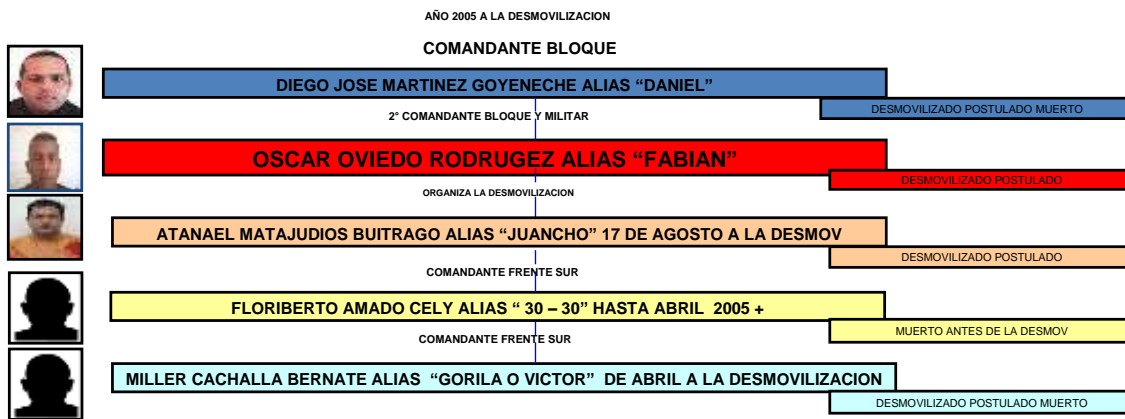 AÑO 2005 A LA DESMOVILIZACION
COMANDANTE BLOQUE
DIEGO JOSE MARTINEZ GOYENECHE ALIAS “DANIEL”
DESMOVILIZADO POSTULADO MUERTO
2° COMANDANTE BLOQUE Y MILITAR
OSCAR OVIEDO RODRUGEZ ALIAS “FABIAN”
DESMOVILIZADO POSTULADO
ORGANIZA LA DESMOVILIZACION
ATANAEL MATAJUDIOS BUITRAGO ALIAS “JUANCHO” 17 DE AGOSTO A LA DESMOV
DESMOVILIZADO POSTULADO
COMANDANTE FRENTE SUR
FLORIBERTO AMADO CELY ALIAS “ 30 – 30” HASTA ABRIL 2005 +
MUERTO ANTES DE LA DESMOV
COMANDANTE FRENTE SUR
MILLER CACHALLA BERNATE ALIAS “GORILA O VICTOR” DE ABRIL A LA DESMOVILIZACION
DESMOVILIZADO POSTULADO MUERTO